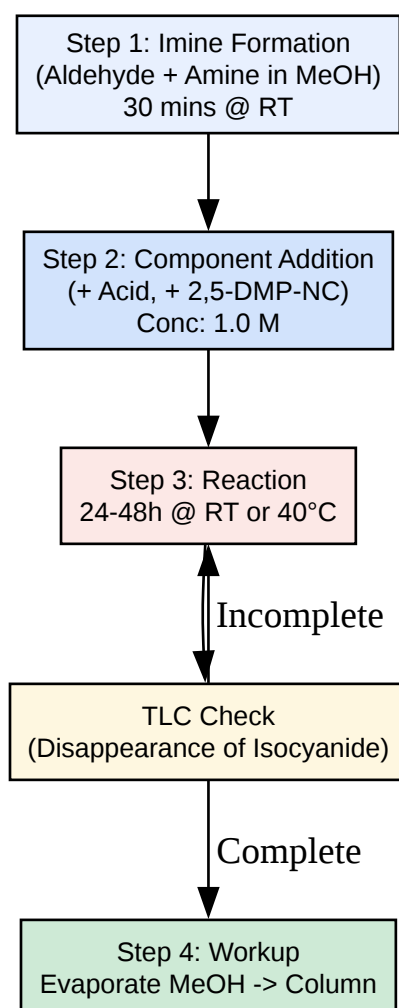 Step 1: Imine Formation
(Aldehyde + Amine in MeOH)
30 mins @ RT
Step 2: Component Addition
(+ Acid, + 2,5-DMP-NC)
Conc: 1.0 M
Step 3: Reaction
24-48h @ RT or 40°C
Incomplete
TLC Check
(Disappearance of Isocyanide)
Complete
Step 4: Workup
Evaporate MeOH -> Column